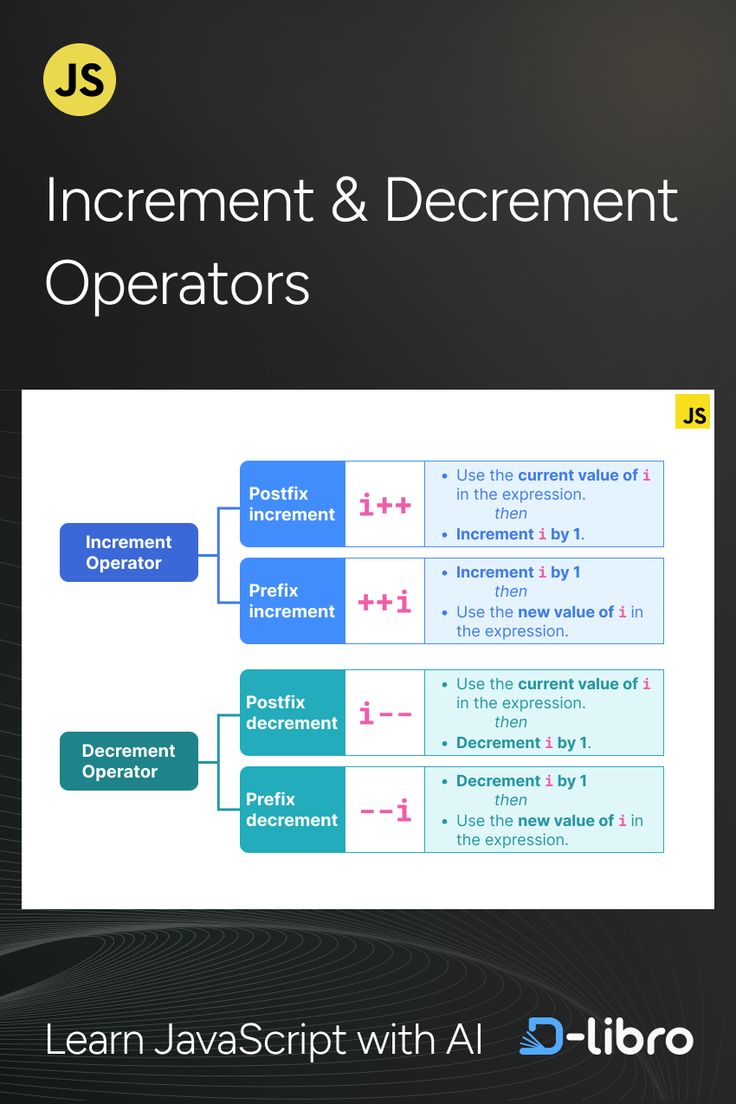 JS
Increment & Decrement
Operators
JS
Increment
Operator
Postfix
increment
i++
• Use the current value of i
in the expression.
then
• Increment i by 1.
Prefix
increment
++i
• Increment i by 1
then
• Use the new value of i in
the expression.
Decrement
Operator
Postfix
decrement
i--
• Use the current value of i
in the expression.
then
• Decrement i by 1.
Prefix
decrement
--i
• Decrement i by 1
then
• Use the new value of i in
the expression.
Learn JavaScript with AI
D-libro